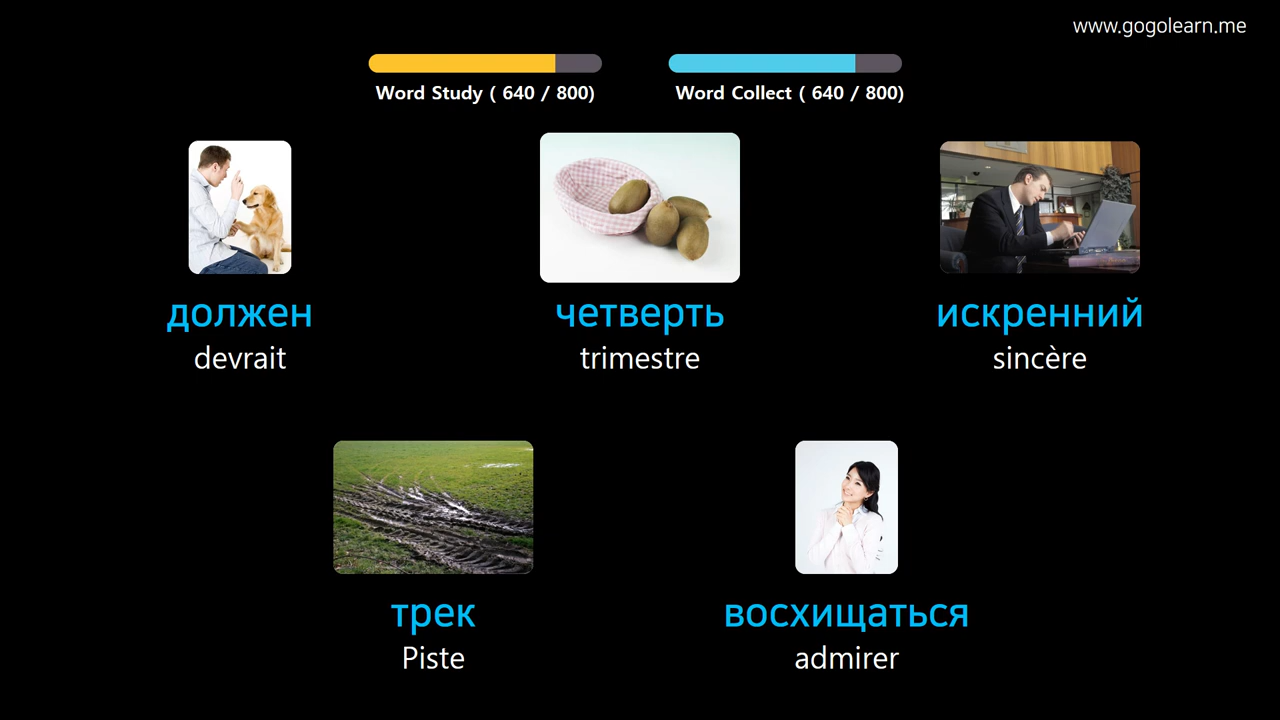 www.gogolearn.me
Word Study ( 640 / 800)
Word Collect ( 640 / 800)
должен
devrait
четверть
trimestre
искренний
sincère
трек
Piste
восхищаться
admirer